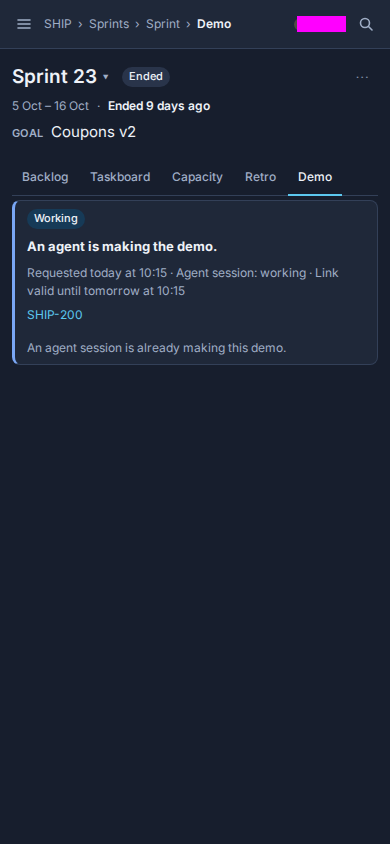 SHIP › Sprints › Sprint › Demo
Sprint 23 ▾ Ended ...
5 Oct – 16 Oct · Ended 9 days ago
GOAL Coupons v2
Backlog Taskboard Capacity Retro Demo
Working
An agent is making the demo.
Requested today at 10:15 · Agent session: working · Link
valid until tomorrow at 10:15
SHIP-200
An agent session is already making this demo.